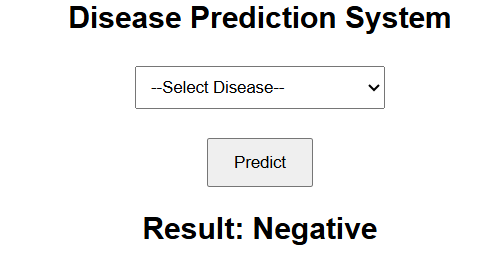 Disease Prediction System
--Select Disease--
Predict
Result: Negative